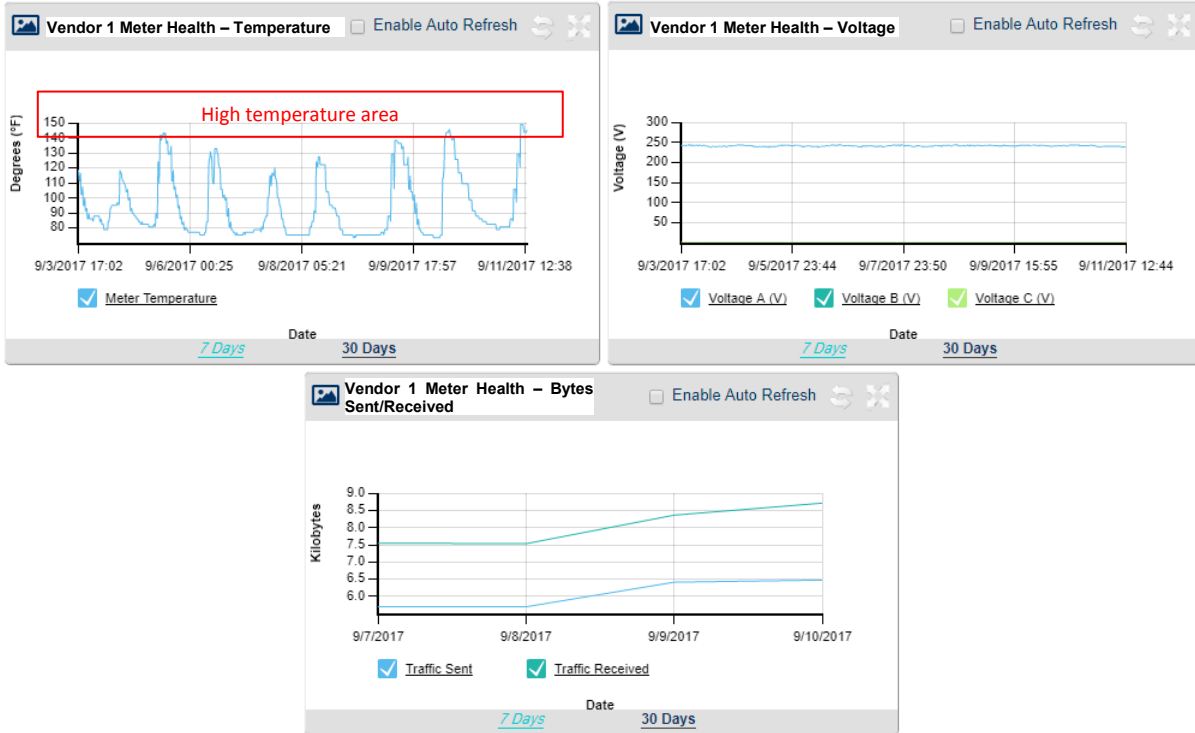 Vendor 1 Meter Health – Temperature
Enable Auto Refresh
High temperature area
Degrees (°F)
150
140
130
120
110
100
90
80
9/3/2017 17:02 9/6/2017 00:25 9/8/2017 05:21 9/9/2017 17:57 9/11/2017 12:38
Meter Temperature
Date
7 Days 30 Days
Vendor 1 Meter Health – Voltage
Enable Auto Refresh
Voltage (V)
300
250
200
150
100
50
9/3/2017 17:02 9/5/2017 23:44 9/7/2017 23:50 9/9/2017 15:55 9/11/2017 12:44
Voltage A (V) Voltage B (V) Voltage C (V)
Date
7 Days 30 Days
Vendor 1 Meter Health – Bytes
Sent/Received
Enable Auto Refresh
Kilobytes
9.0
8.5
8.0
7.5
7.0
6.5
6.0
9/7/2017 9/8/2017 9/9/2017 9/10/2017
Traffic Sent Traffic Received
Date
7 Days 30 Days